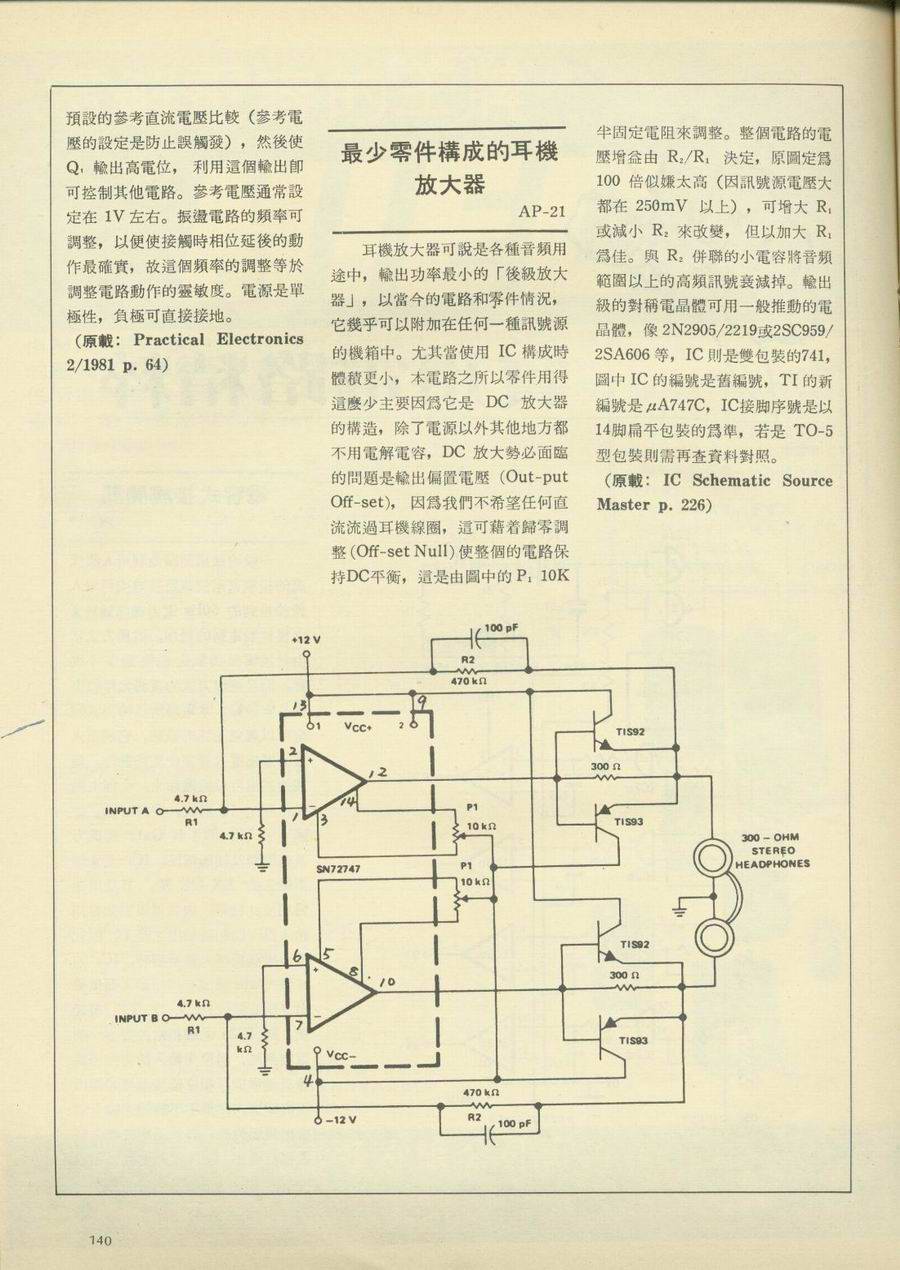 預設的參考直流電壓比較（參考電
壓的設定是防止誤觸發），然後使
Q₁ 輸出高電位， 利用這個輸出卽
可控制其他電路。參考電壓通常設
定在 1V 左右。振盪電路的頻率可
調整，以便使接觸時相位延後的動
作最確實，故這個頻率的調整等於
調整電路動作的靈敏度。電源是單
極性，負極可直接接地。
（原載： Practical Electronics
2/1981 p. 64）
最少零件構成的耳機
放大器
AP-21
耳機放大器可說是各種音頻用
途中，輸出功率最小的「後級放大
器」，以當今的電路和零件情況，
它幾乎可以附加在任何一種訊號源
的機箱中。尤其當使用 IC 構成時
體積更小，本電路之所以零件用得
這麼少主要因爲它是 DC 放大器
的構造，除了電源以外其他地方都
不用電解電容，DC 放大勢必面臨
的問題是輸出偏置電壓（Out-put
Off-set）， 因爲我們不希望任何直
流流過耳機線圈，這可藉着歸零調
整 (Off-set Null) 使整個的電路保
持DC平衡，這是由圖中的 P₁ 10K
半固定電阻來調整。整個電路的電
壓增益由 R₂/R₁ 決定，原圖定爲
100 倍似嫌太高（因訊號源電壓大
都在 250mV 以上），可增大 R₁
或減小 R₂ 來改變， 但以加大 R₁
爲佳。與 R₂ 併聯的小電容將音頻
範圍以上的高頻訊號衰減掉。輸出
級的對稱電晶體可用一般推動的電
晶體，像 2N2905/2219或2SC959/
2SA606 等，IC 則是雙包裝的741，
圖中 IC 的編號是舊編號，TI 的新
編號是 μA747C，IC接脚序號是以
14脚扁平包裝的爲準，若是 TO-5
型包裝則需再查資料對照。
（原載： IC Schematic Source
Master p. 226）
+12 V
100 pF
R2
470 kΩ
13
9
1
VCC+
2
TIS92
2
12
300 Ω
4.7 kΩ
INPUT A
R1
14
P1
10 kΩ
TIS93
1
3
4.7 kΩ
300 – OHM
STEREO
HEADPHONES
SN72747
P1
10 kΩ
TIS92
6
5
8
10
300 Ω
4.7 kΩ
INPUT B
R1
7
4.7
kΩ
TIS93
VCC−
4
470 kΩ
R2
−12 V
100 pF
140